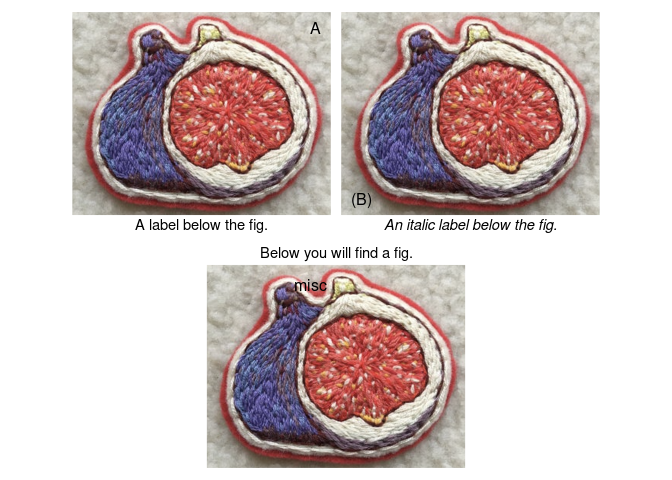 A
(B)
A label below the fig.
An italic label below the fig.
Below you will find a fig.
misc